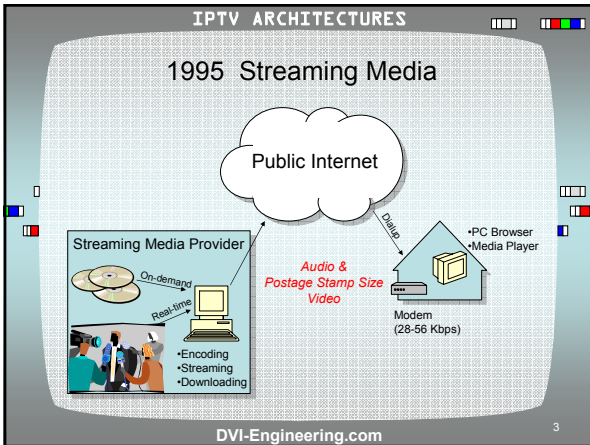 IPTV ARCHITECTURES
1995 Streaming Media
Public Internet
Streaming Media Provider
On-demand
Real-time
•Encoding
•Streaming
•Downloading
Audio &
Postage Stamp Size
Video
Dialup
•PC Browser
•Media Player
Modem
(28-56 Kbps)
DVI-Engineering.com
3